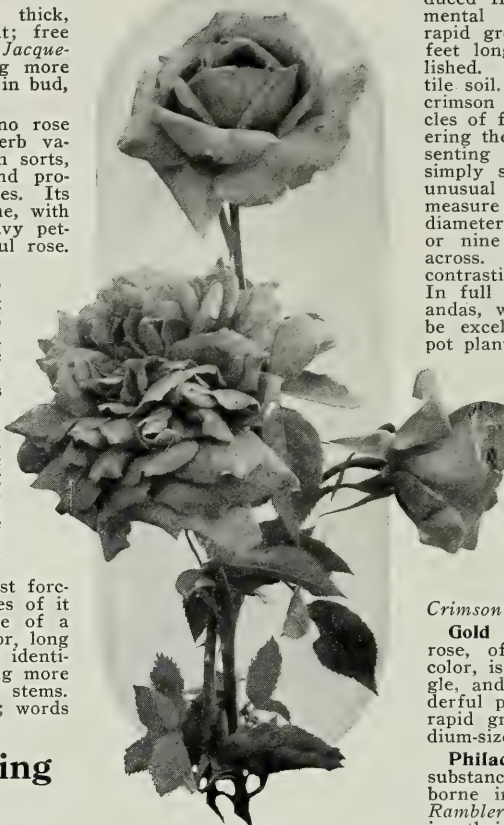 thick,
t; free
Jacque-
g more
in bud,
no rose
erb va-
n sorts,
nd pro-
es. Its
ne, with
avy pet-
ul rose.
st forc-
es of it
e of a
or, long
identi-
ng more
stems.
; words
ing
mental
rapid gr
feet long
lished.
tile soil.
crimson
cles of f
ering the
senting
simply s
unusual
measure
diameter
or nine
across.
contrasti
In full
andas, w
be excel
pot plan
Crimson
Gold
rose, of
color, is
gle, and
derful p
rapid gr
dium-size
Philad
substanc
borne in
Rambler